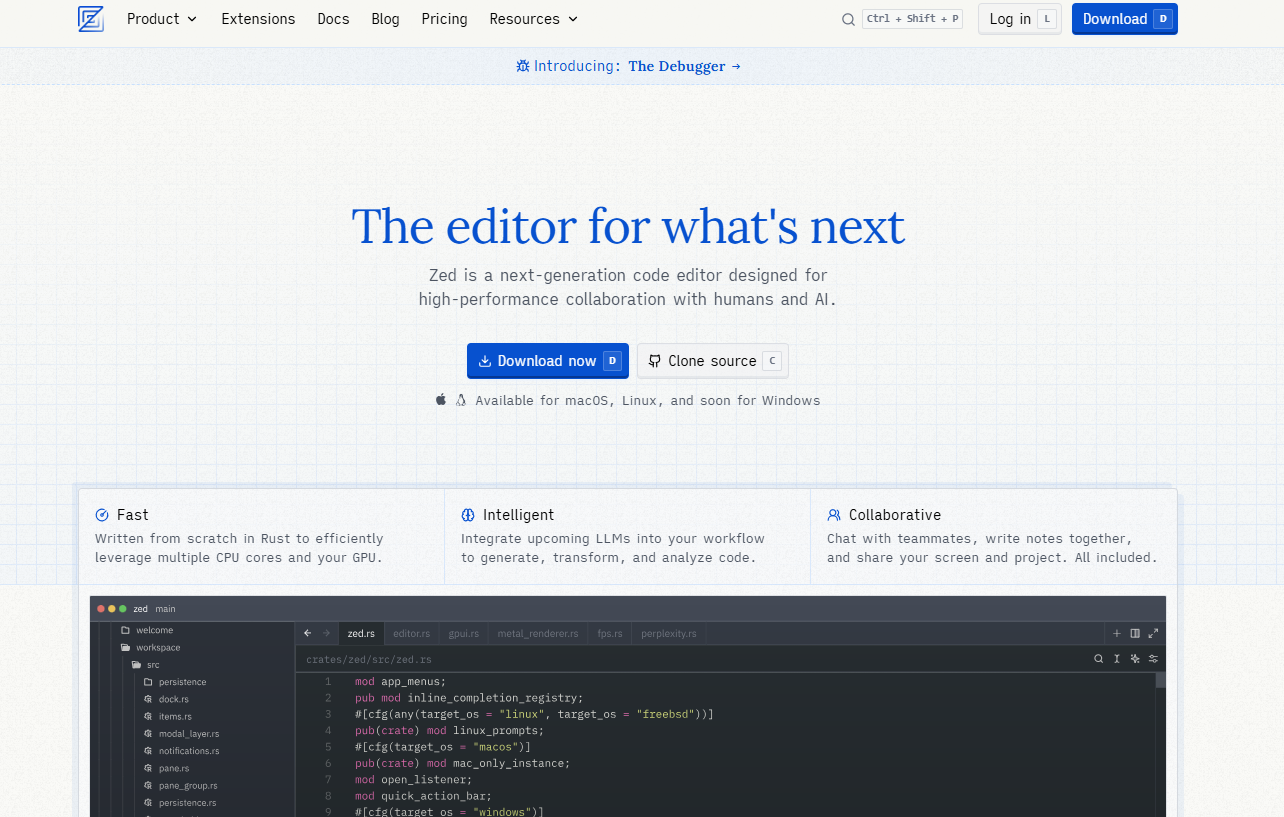 Product Extensions Docs Blog Pricing Resources Ctrl + Shift + P Log in L Download D
Introducing: The Debugger →
The editor for what's next
Zed is a next-generation code editor designed for
high-performance collaboration with humans and AI.
Download now D Clone source C
Available for macOS, Linux, and soon for Windows
Fast
Written from scratch in Rust to efficiently
leverage multiple CPU cores and your GPU.
Intelligent
Integrate upcoming LLMs into your workflow
to generate, transform, and analyze code.
Collaborative
Chat with teammates, write notes together,
and share your screen and project. All included.
zed main
welcome
workspace
src
persistence
dock.rs
items.rs
modal_layer.rs
notifications.rs
pane.rs
pane_group.rs
persistence.rs
zed.rs editor.rs gpui.rs metal_renderer.rs fps.rs perplexity.rs
crates/zed/src/zed.rs
1 mod app_menus;
2 pub mod inline_completion_registry;
3 #[cfg(any(target_os = "linux", target_os = "freebsd"))]
4 pub(crate) mod linux_prompts;
5 #[cfg(target_os = "macos")]
6 pub(crate) mod mac_only_instance;
7 mod open_listener;
8 mod quick_action_bar;
9 #[cfg(target_os = "windows")]